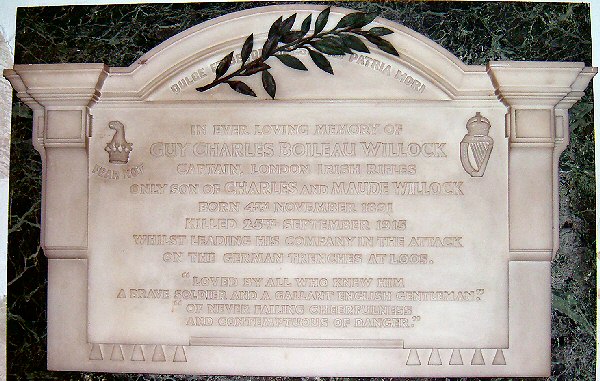 DULCE ET PATRIA MORI
IN EVER LOVING MEMORY OF
GUY CHARLES BOILEAU WILLOCK
CAPTAIN, LONDON IRISH RIFLES
ONLY SON OF CHARLES AND MAUDE WILLOCK
BORN 4TH NOVEMBER 1891
KILLED 25TH SEPTEMBER 1915
WHILST LEADING HIS COMPANY IN THE ATTACK
ON THE GERMAN TRENCHES AT LOOS.
"LOVED BY ALL WHO KNEW HIM
A BRAVE SOLDIER AND A GALLANT ENGLISH GENTLEMAN."
"OF NEVER FAILING CHEERFULNESS
AND CONTEMPTUOUS OF DANGER."
FEAR NOT